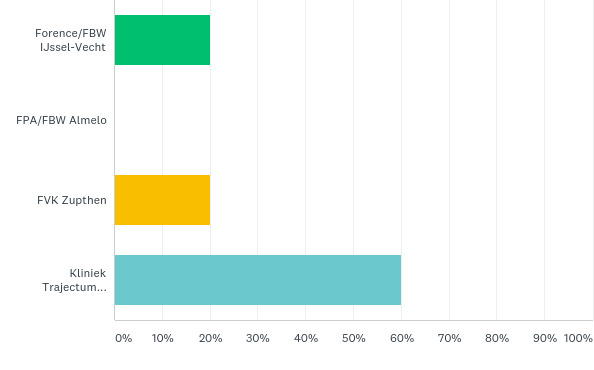 Forence/FBW
IJssel-Vecht
FPA/FBW Almelo
FVK Zupthen
Kliniek
Trajectum...
0% 10% 20% 30% 40% 50% 60% 70% 80% 90% 100%